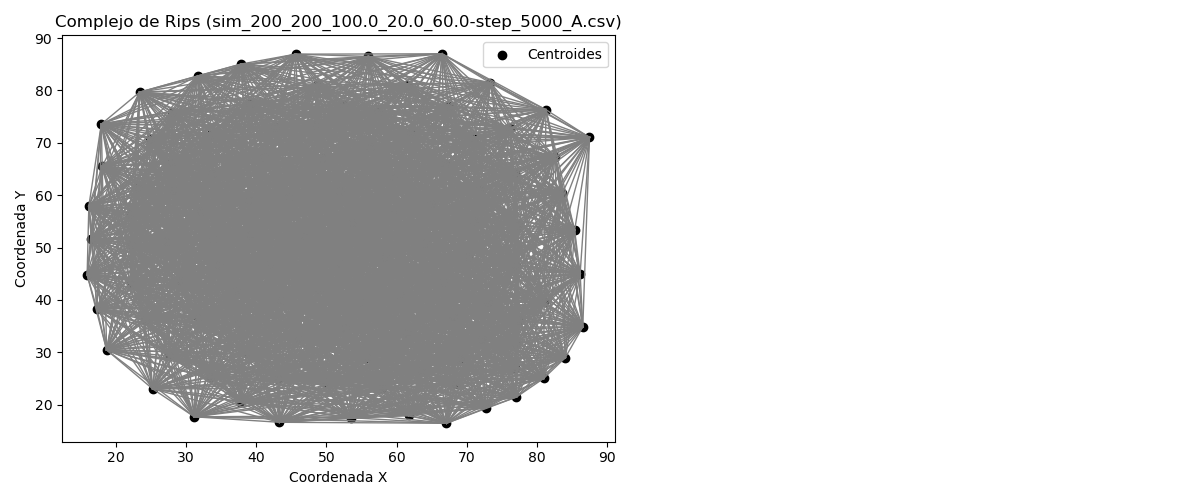 Complejo de Rips (sim_200_200_100.0_20.0_60.0-step_5000_A.csv)
90
80
70
60
50
40
30
20
Coordenada Y
Centroides
20 30 40 50 60 70 80 90
Coordenada X